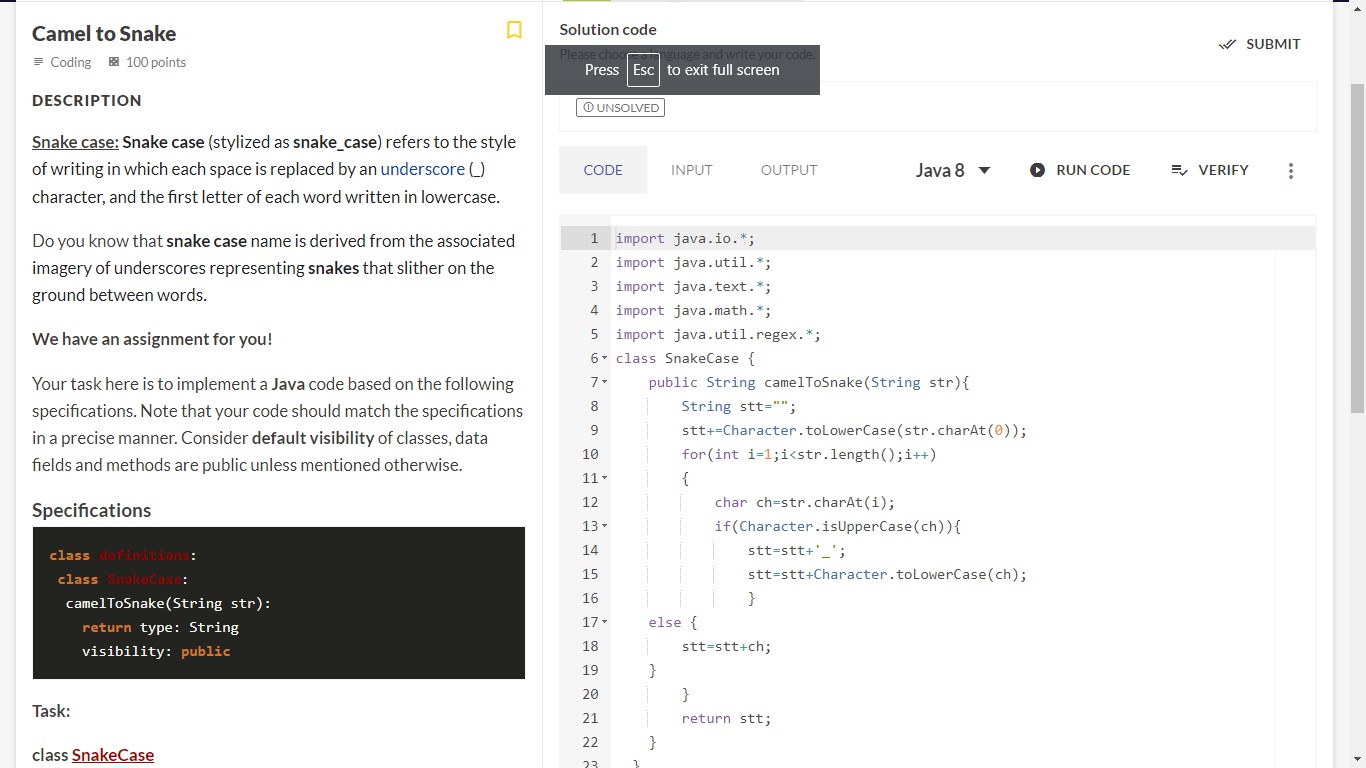 Camel to Snake
Coding 100 points
DESCRIPTION
Snake case: Snake case (stylized as snake_case) refers to the style
of writing in which each space is replaced by an underscore (_)
character, and the first letter of each word written in lowercase.
Do you know that snake case name is derived from the associated
imagery of underscores representing snakes that slither on the
ground between words.
We have an assignment for you!
Your task here is to implement a Java code based on the following
specifications. Note that your code should match the specifications
in a precise manner. Consider default visibility of classes, data
fields and methods are public unless mentioned otherwise.
Specifications
class definitions:
class SnakeCase:
camelToSnake(String str):
return type: String
visibility: public
Task:
class SnakeCase
Solution code
Please choose a language and write your code.
SUBMIT
Press Esc to exit full screen
UNSOLVED
CODE INPUT OUTPUT Java 8 RUN CODE VERIFY
1 import java.io.*;
2 import java.util.*;
3 import java.text.*;
4 import java.math.*;
5 import java.util.regex.*;
6 class SnakeCase {
7 public String camelToSnake(String str){
8 String stt="";
9 stt+=Character.toLowerCase(str.charAt(0));
10 for(int i=1;i<str.length();i++)
11 {
12 char ch=str.charAt(i);
13 if(Character.isUpperCase(ch)){
14 stt=stt+'_';
15 stt=stt+Character.toLowerCase(ch);
16 }
17 else {
18 stt=stt+ch;
19 }
20 }
21 return stt;
22 }
23 }